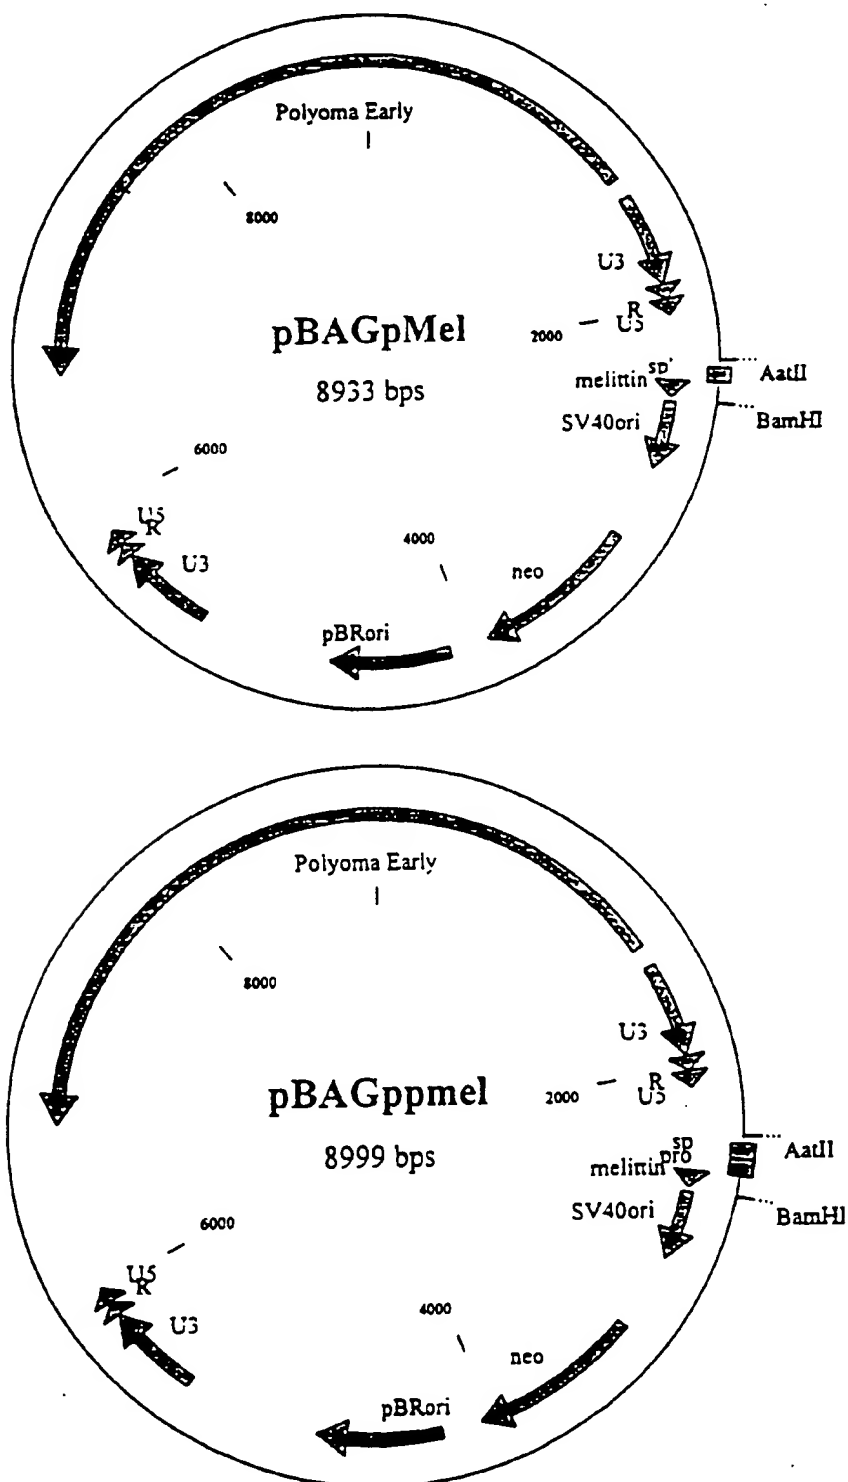 Polyoma Early
8000
U3
R
U5
pBAGpMel
2000
8933 bps
sp'
melittin
AatII
SV40ori
BamHI
6000
U5
R
U3
4000
neo
pBRori
Polyoma Early
8000
U3
R
U5
pBAGppmel
2000
8999 bps
sp
pro
melittin
AatII
SV40ori
BamHI
6000
U5
R
U3
4000
neo
pBRori